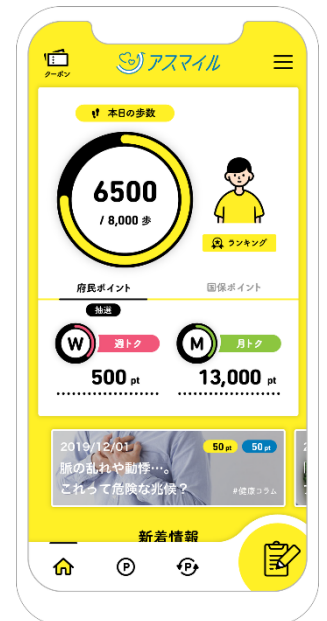 クーポン
アスマイル
本日の歩数
6500
/ 8,000 歩
ランキング
府民ポイント
国保ポイント
抽選
W 週トク
M 月トク
500 pt
13,000 pt
2019/12/01
50 pt
50 pt
脈の乱れや動悸…。
これって危険な兆候？
#健康コラム
新着情報
P
P